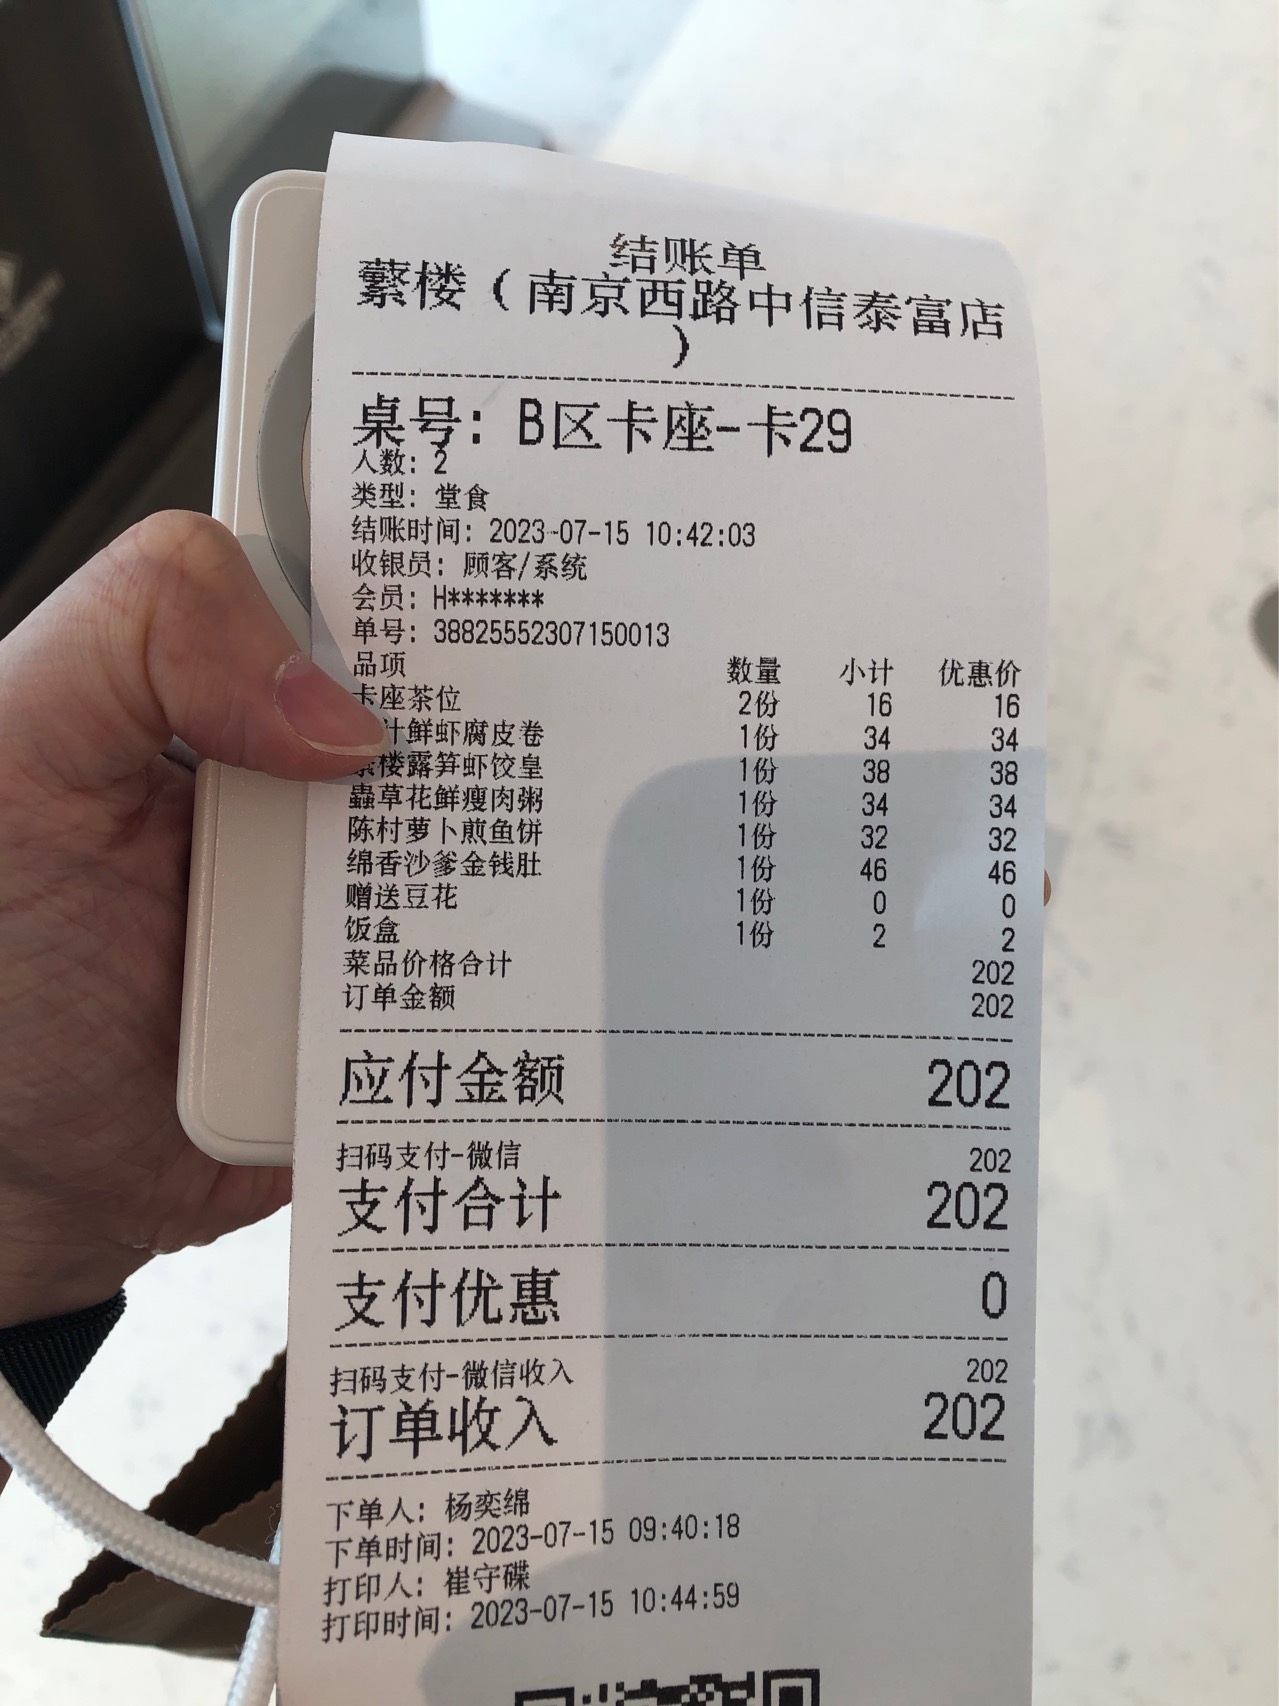 结账单
蘩楼（南京西路中信泰富店
）
桌号：B区卡座-卡29
人数：2
类型：堂食
结账时间：2023-07-15 10:42:03
收银员：顾客/系统
会员：H*******
单号：38825552307150013
品项 数量 小计 优惠价
卡座茶位 2份 16 16
汁鲜虾腐皮卷 1份 34 34
楼露笋虾饺皇 1份 38 38
蟲草花鲜瘦肉粥 1份 34 34
陈村萝卜煎鱼饼 1份 32 32
绵香沙爹金钱肚 1份 46 46
赠送豆花 1份 0 0
饭盒 1份 2 2
菜品价格合计 202
订单金额 202
应付金额 202
扫码支付-微信 202
支付合计 202
支付优惠 0
扫码支付-微信收入 202
订单收入 202
下单人：杨奕绵
下单时间：2023-07-15 09:40:18
打印人：崔守碟
打印时间：2023-07-15 10:44:59